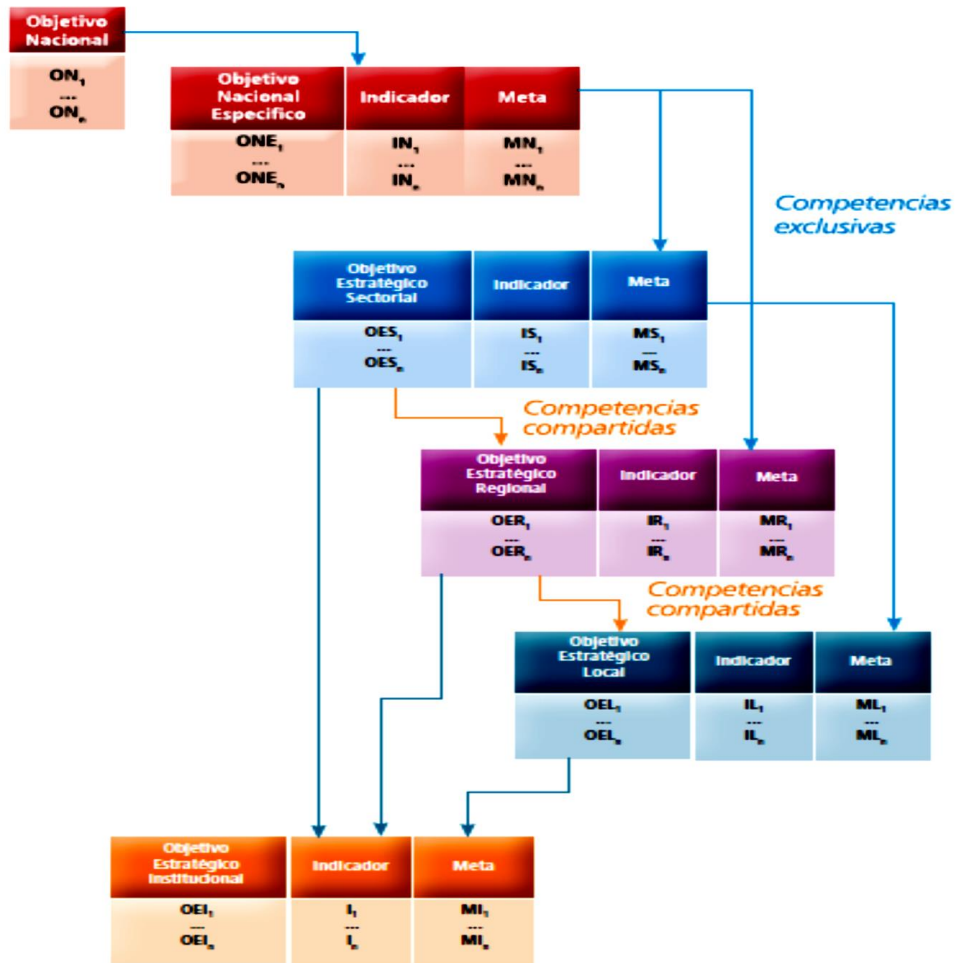 Objetivo
Nacional
ON₁
...
ONₙ
Objetivo
Nacional
Especifico
Indicador
Meta
ONE₁
...
ONEₙ
IN₁
...
INₙ
MN₁
...
MNₙ
Competencias
exclusivas
Objetivo
Estratégico
Sectorial
Indicador
Meta
OES₁
...
OESₙ
IS₁
...
ISₙ
MS₁
...
MSₙ
Competencias
compartidas
Objetivo
Estratégico
Regional
Indicador
Meta
OER₁
...
OERₙ
IR₁
...
IRₙ
MR₁
...
MRₙ
Competencias
compartidas
Objetivo
Estratégico
Local
Indicador
Meta
OEL₁
...
OELₙ
IL₁
...
ILₙ
ML₁
...
MLₙ
Objetivo
Estratégico
Institucional
Indicador
Meta
OEI₁
...
OEIₙ
I₁
...
Iₙ
MI₁
...
MIₙ